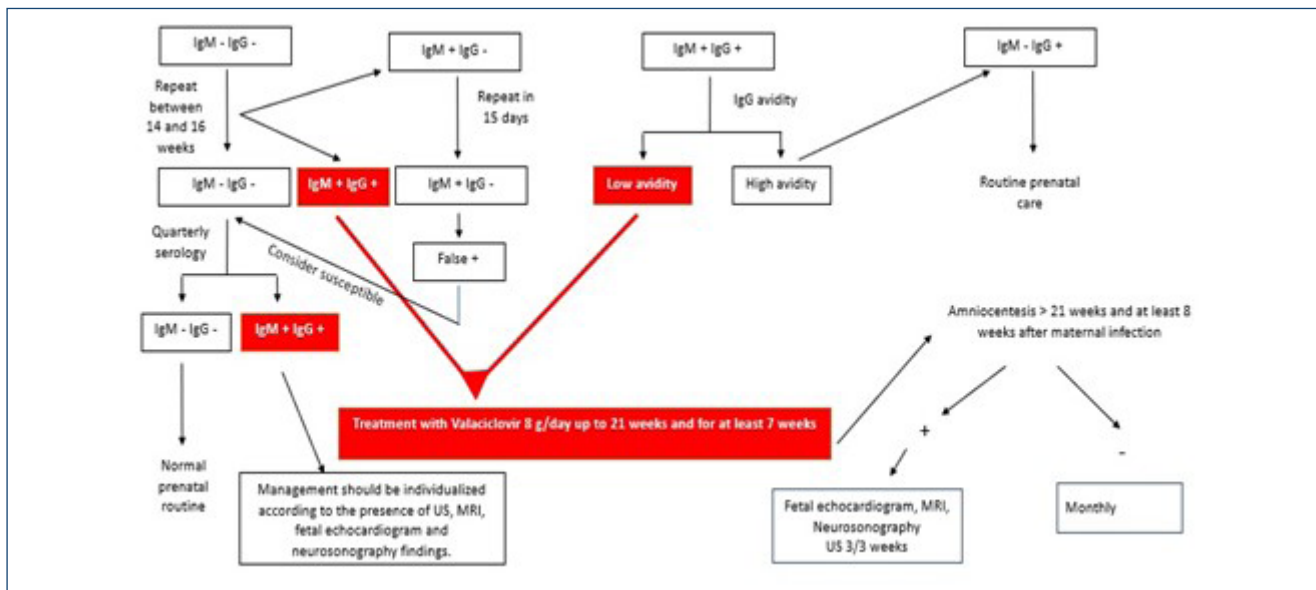 IgM - IgG -
IgM + IgG -
IgM + IgG +
IgM - IgG +
Repeat
between
14 and 16
weeks
Repeat in
15 days
IgG avidity
IgM - IgG -
IgM + IgG +
IgM + IgG -
Low avidity
High avidity
Routine prenatal
care
Quarterly
serology
Consider susceptible
False +
IgM - IgG -
IgM + IgG +
Amniocentesis > 21 weeks and at least 8
weeks after maternal infection
Treatment with Valaciclovir 8 g/day up to 21 weeks and for at least 7 weeks
+
-
Normal
prenatal
routine
Management should be individualized
according to the presence of US, MRI,
fetal echocardiogram and
neurosonography findings.
Fetal echocardiogram, MRI,
Neurosonography
US 3/3 weeks
Monthly